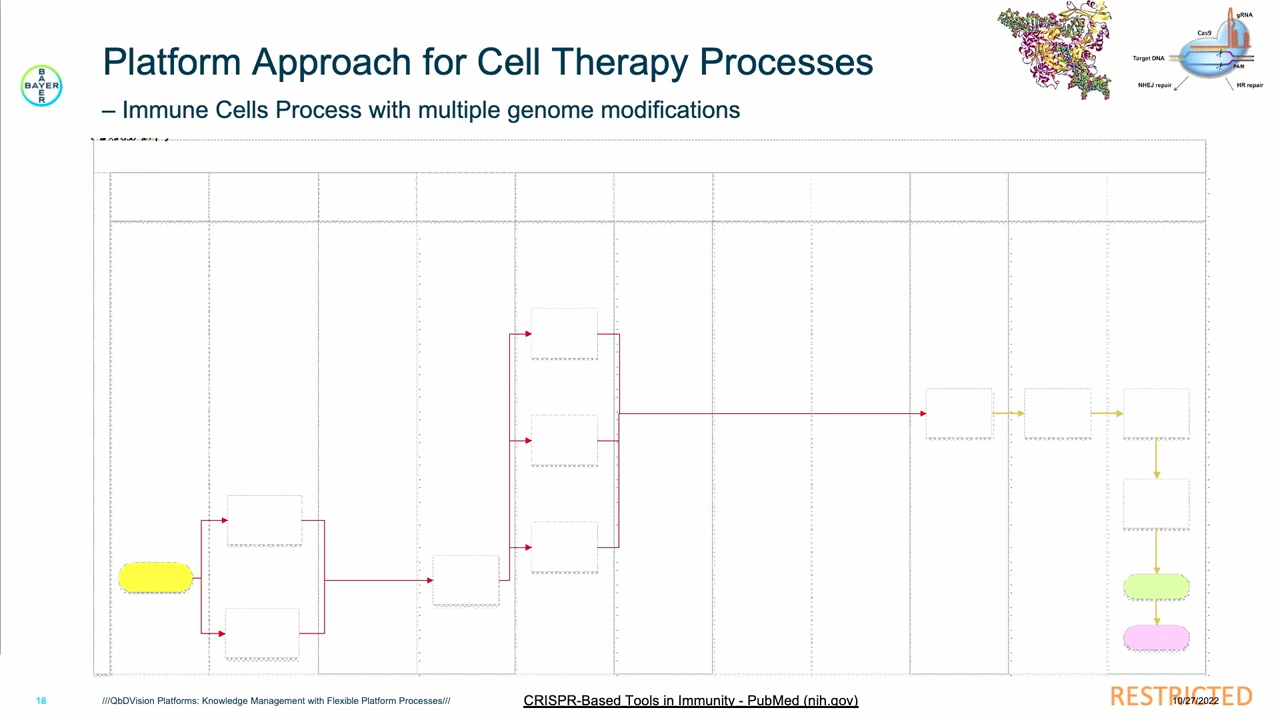 Platform Approach for Cell Therapy Processes
– Immune Cells Process with multiple genome modifications
BAYER
BAYER
gRNA
Cas9
Target DNA
PAM
NHEJ repair
HR repair
18
///QbDVision Platforms: Knowledge Management with Flexible Platform Processes///
CRISPR-Based Tools in Immunity - PubMed (nih.gov)
RESTRICTED
10/27/2022